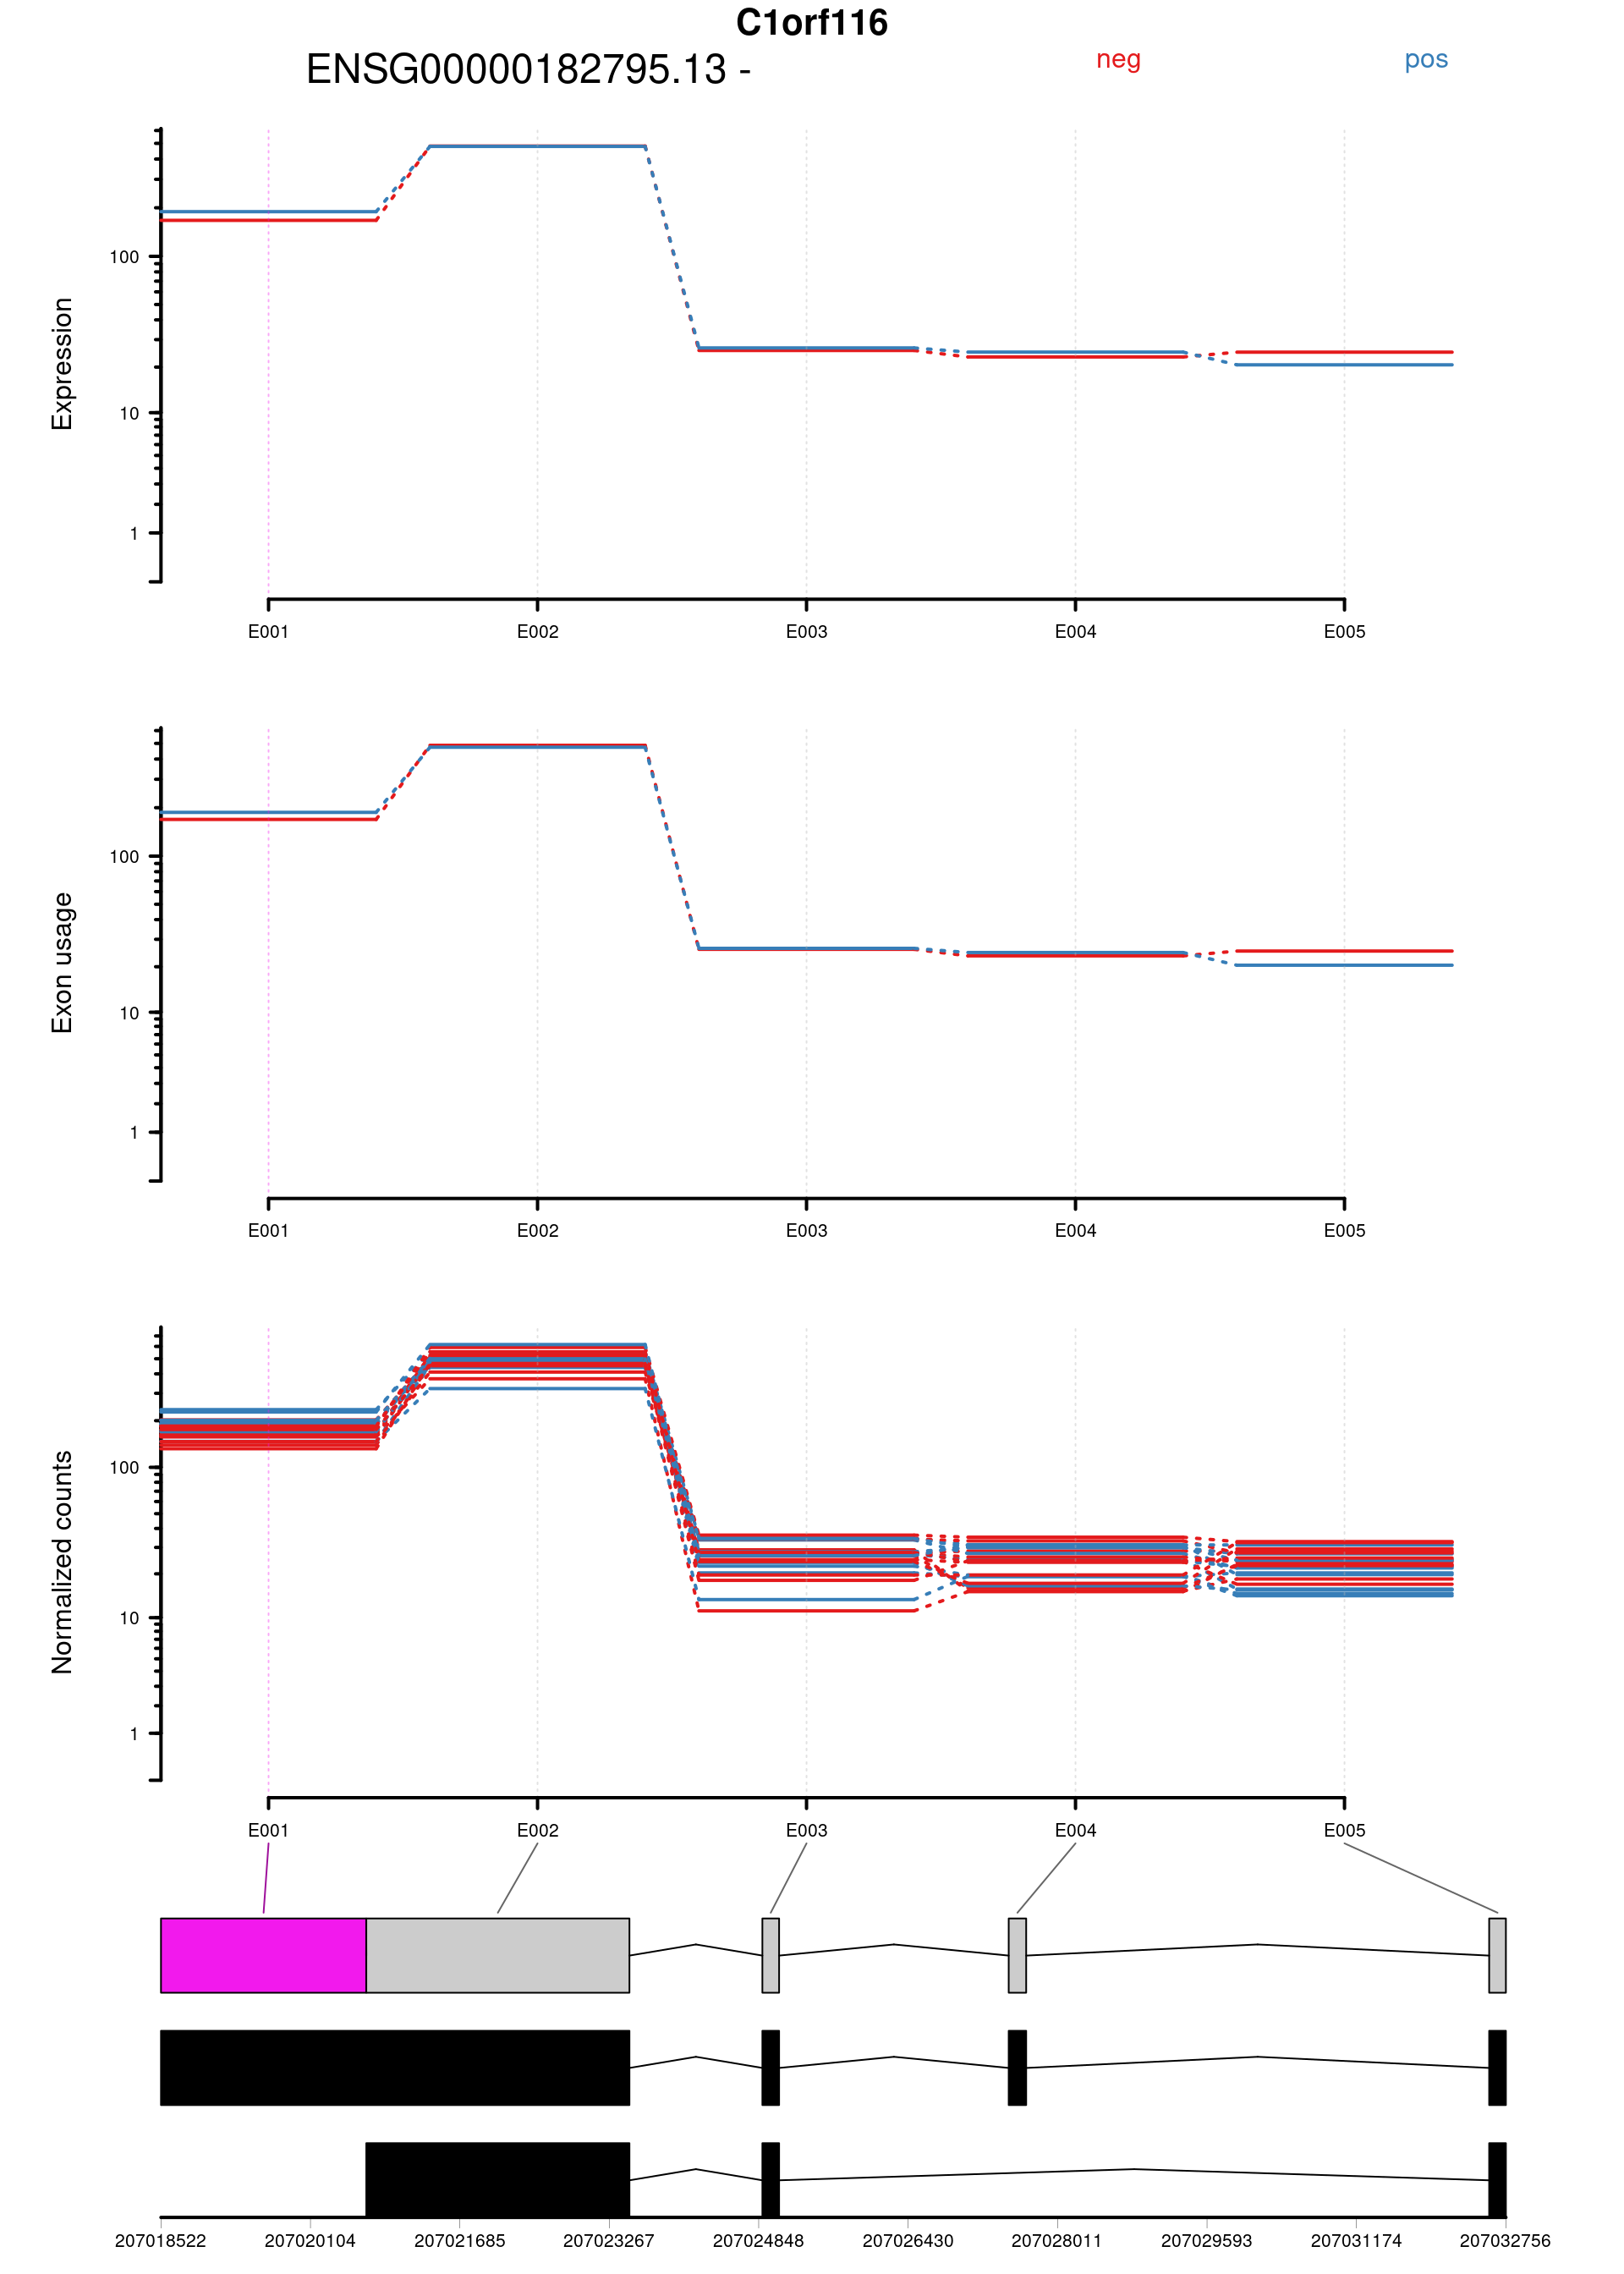 C1orf116
ENSG00000182795.13 - neg pos
Expression
100
10
1
E001 E002 E003 E004 E005
Exon usage
100
10
1
E001 E002 E003 E004 E005
Normalized counts
100
10
1
E001 E002 E003 E004 E005
207018522 207020104 207021685 207023267 207024848 207026430 207028011 207029593 207031174 207032756